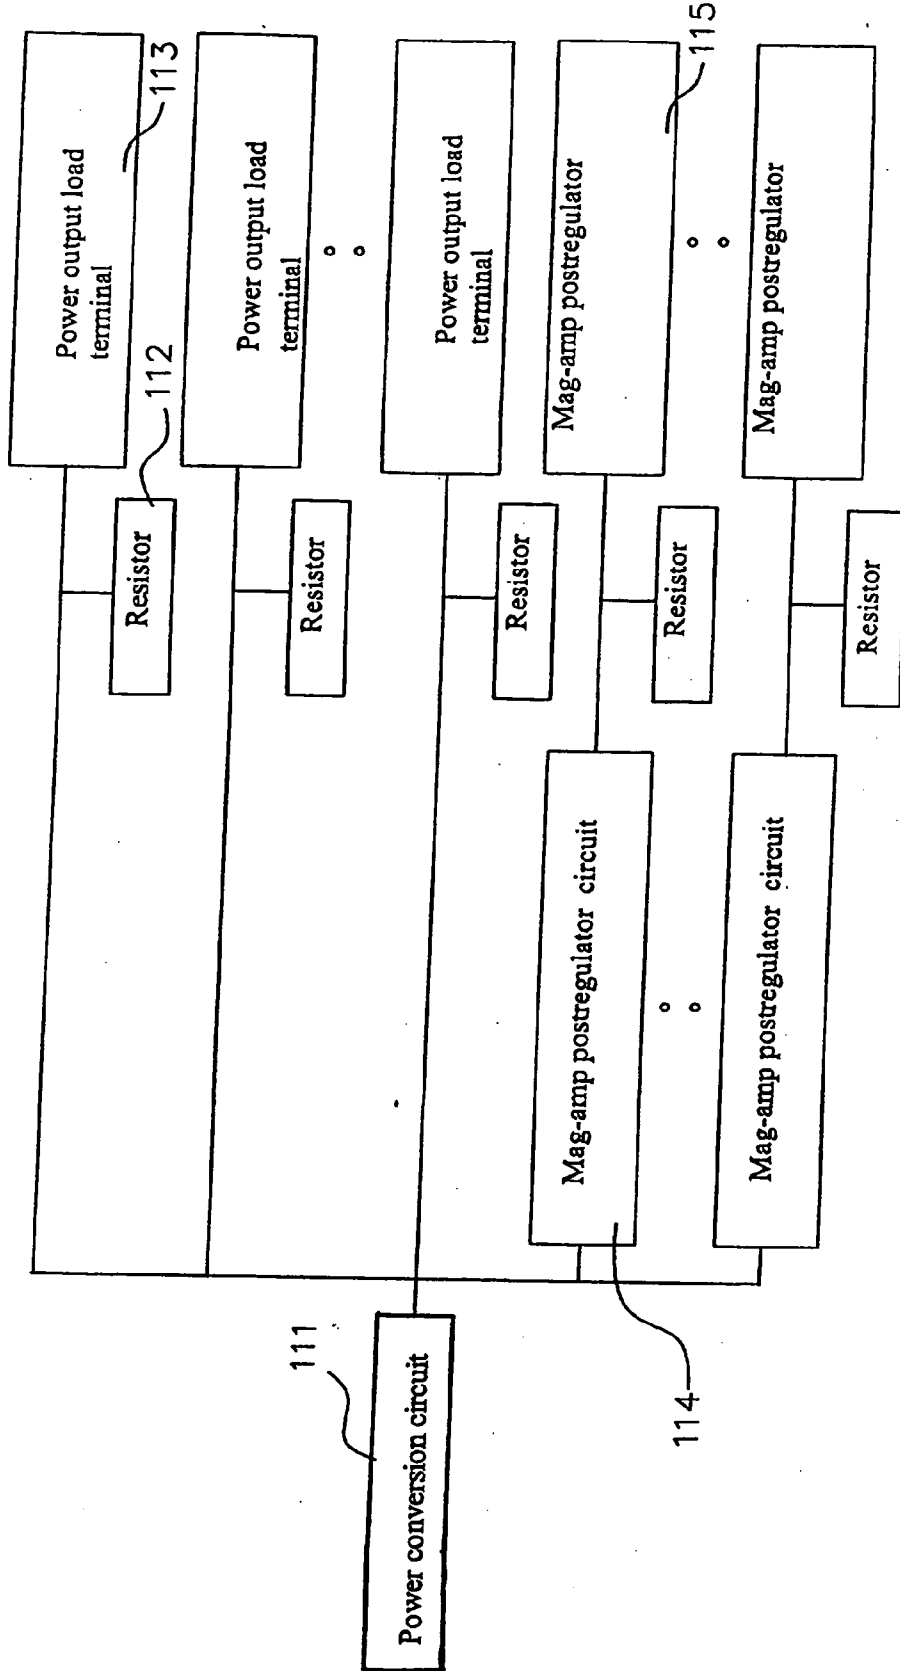 111
Power conversion circuit
Power output load
terminal
113
Resistor
112
Power output load
terminal
Resistor
Power output load
terminal
Resistor
Mag-amp postregulator circuit
114
Resistor
Mag-amp postregulator
115
Mag-amp postregulator circuit
Resistor
Mag-amp postregulator